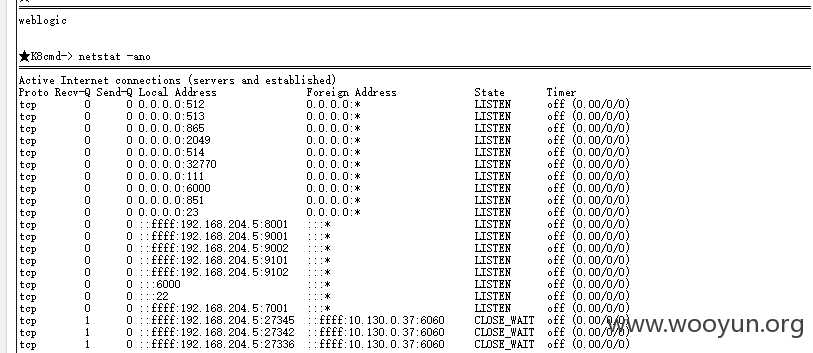 weblogic
★K8cmd-> netstat -ano
Active Internet connections (servers and established)
Proto Recv-Q Send-Q Local Address Foreign Address State Timer
tcp 0 0 0.0.0.0:512 0.0.0.0:* LISTEN off (0.00/0/0)
tcp 0 0 0.0.0.0:513 0.0.0.0:* LISTEN off (0.00/0/0)
tcp 0 0 0.0.0.0:865 0.0.0.0:* LISTEN off (0.00/0/0)
tcp 0 0 0.0.0.0:2049 0.0.0.0:* LISTEN off (0.00/0/0)
tcp 0 0 0.0.0.0:514 0.0.0.0:* LISTEN off (0.00/0/0)
tcp 0 0 0.0.0.0:32770 0.0.0.0:* LISTEN off (0.00/0/0)
tcp 0 0 0.0.0.0:111 0.0.0.0:* LISTEN off (0.00/0/0)
tcp 0 0 0.0.0.0:6000 0.0.0.0:* LISTEN off (0.00/0/0)
tcp 0 0 0.0.0.0:851 0.0.0.0:* LISTEN off (0.00/0/0)
tcp 0 0 0.0.0.0:23 0.0.0.0:* LISTEN off (0.00/0/0)
tcp 0 0 ::ffff:192.168.204.5:8001 :::* LISTEN off (0.00/0/0)
tcp 0 0 ::ffff:192.168.204.5:9001 :::* LISTEN off (0.00/0/0)
tcp 0 0 ::ffff:192.168.204.5:9002 :::* LISTEN off (0.00/0/0)
tcp 0 0 ::ffff:192.168.204.5:9101 :::* LISTEN off (0.00/0/0)
tcp 0 0 ::ffff:192.168.204.5:9102 :::* LISTEN off (0.00/0/0)
tcp 0 0 :::6000 :::* LISTEN off (0.00/0/0)
tcp 0 0 :::22 :::* LISTEN off (0.00/0/0)
tcp 0 0 ::ffff:192.168.204.5:7001 :::* LISTEN off (0.00/0/0)
tcp 1 0 ::ffff:192.168.204.5:27345 ::ffff:10.130.0.37:6060 CLOSE_WAIT off (0.00/0/0)
tcp 1 0 ::ffff:192.168.204.5:27342 ::ffff:10.130.0.37:6060 CLOSE_WAIT off (0.00/0/0)
tcp 1 0 ::ffff:192.168.204.5:27336 ::ffff:10.130.0.37:6060 CLOSE_WAIT off (0.00/0/0)
www.wooyun.org